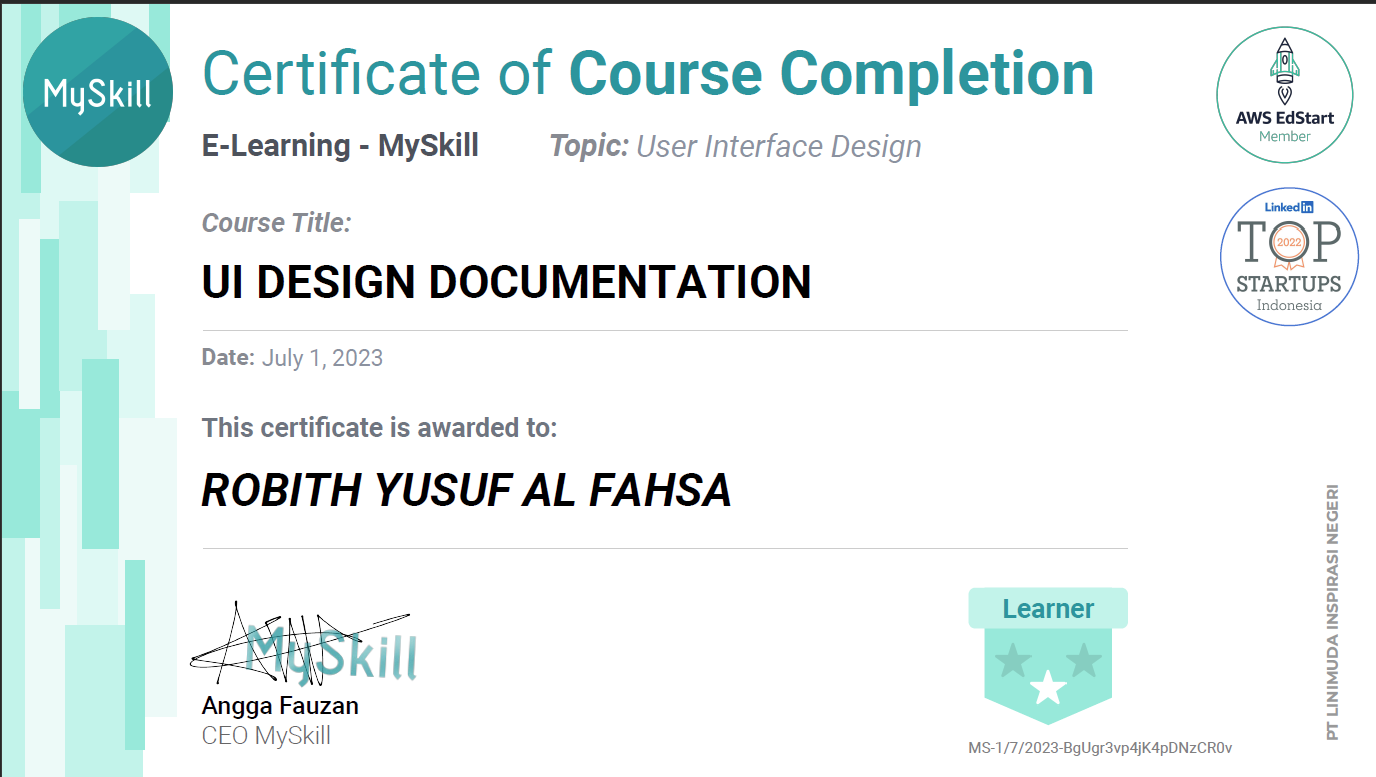 MySkill
Certificate of Course Completion
E-Learning - MySkill
Topic: User Interface Design
Course Title:
UI DESIGN DOCUMENTATION
Date: July 1, 2023
This certificate is awarded to:
ROBITH YUSUF AL FAHSA
MySkill
Angga Fauzan
CEO MySkill
Learner
MS-1/7/2023-BgUgr3vp4jK4pDNzCR0v
AWS EdStart
Member
Linked in
TOP
2022
STARTUPS
Indonesia
PT LINIMUDA INSPIRASI NEGERI